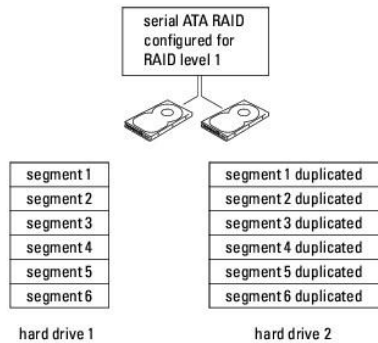 serial ATA RAID
configured for
RAID level 1
segment 1
segment 2
segment 3
segment 4
segment 5
segment 6
hard drive 1
segment 1 duplicated
segment 2 duplicated
segment 3 duplicated
segment 4 duplicated
segment 5 duplicated
segment 6 duplicated
hard drive 2